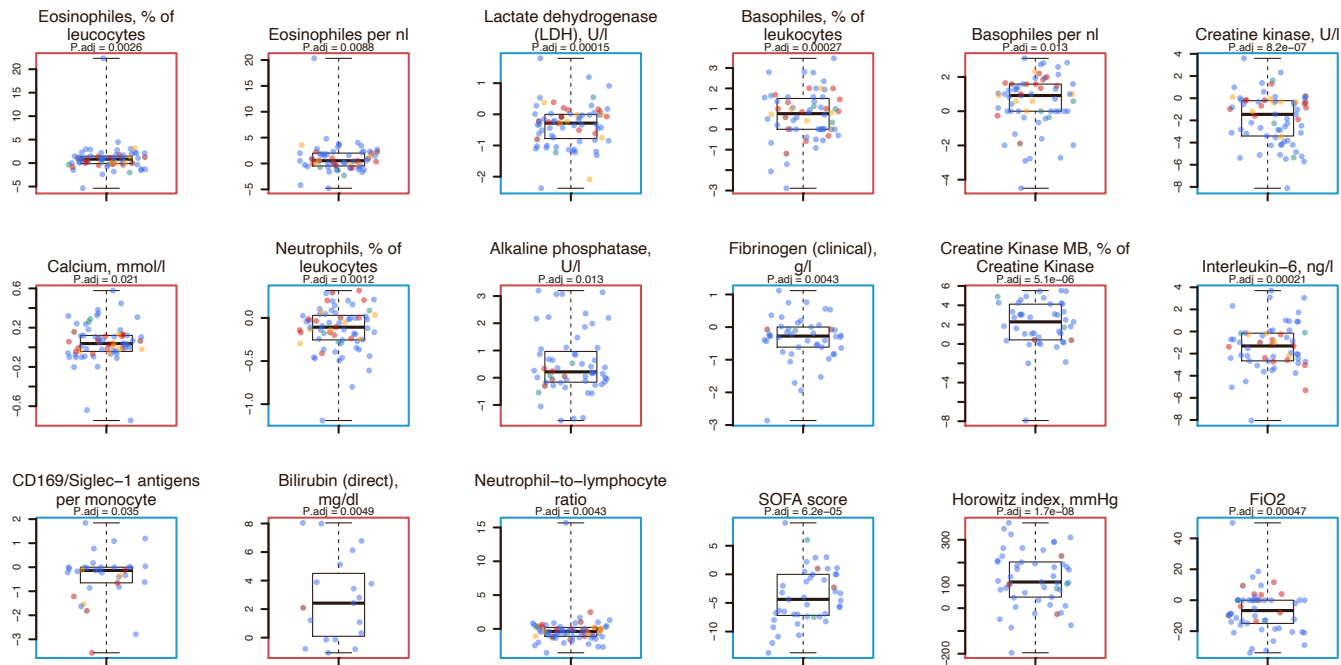 Eosinophiles, % of
leucocytes
P.adj = 0.0026
20
15
10
5
0
−5
Eosinophiles per nl
P.adj = 0.0088
20
15
10
5
0
−5
Lactate dehydrogenase
(LDH), U/l
P.adj = 0.00015
1
0
−1
−2
Basophiles, % of
leukocytes
P.adj = 0.00027
3
2
1
0
−1
−3
Basophiles per nl
P.adj = 0.013
2
0
−2
−4
Creatine kinase, U/l
P.adj = 8.2e−07
4
2
0
−2
−4
−6
−8
Calcium, mmol/l
P.adj = 0.021
0.6
0.2
−0.2
−0.6
Neutrophils, % of
leukocytes
P.adj = 0.0012
0.0
−0.5
−1.0
Alkaline phosphatase,
U/l
P.adj = 0.013
3
2
1
0
−1
Fibrinogen (clinical),
g/l
P.adj = 0.0043
1
0
−1
−2
−3
Creatine Kinase MB, % of
Creatine Kinase
P.adj = 5.1e−06
6
4
2
0
−4
−8
Interleukin−6, ng/l
P.adj = 0.00021
4
2
0
−2
−4
−6
−8
CD169/Siglec−1 antigens
per monocyte
P.adj = 0.035
2
1
0
−1
−2
−3
Bilirubin (direct),
mg/dl
P.adj = 0.0049
8
6
4
2
0
Neutrophil−to−lymphocyte
ratio
P.adj = 0.0043
15
10
5
0
SOFA score
P.adj = 6.2e−05
5
0
−5
−10
Horowitz index, mmHg
P.adj = 1.7e−08
300
100
0
−200
FiO2
P.adj = 0.00047
40
20
0
−20